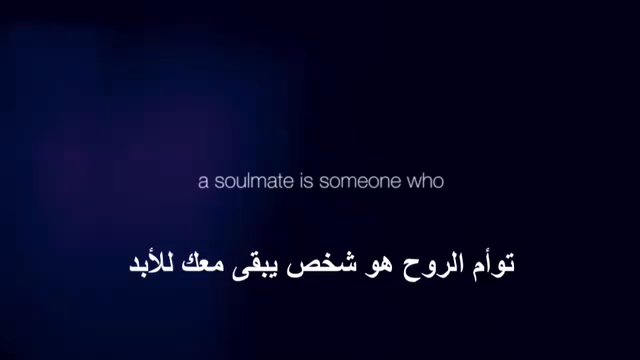 a soulmate is someone who
توأم الروح هو شخص يبقى معك للأبد